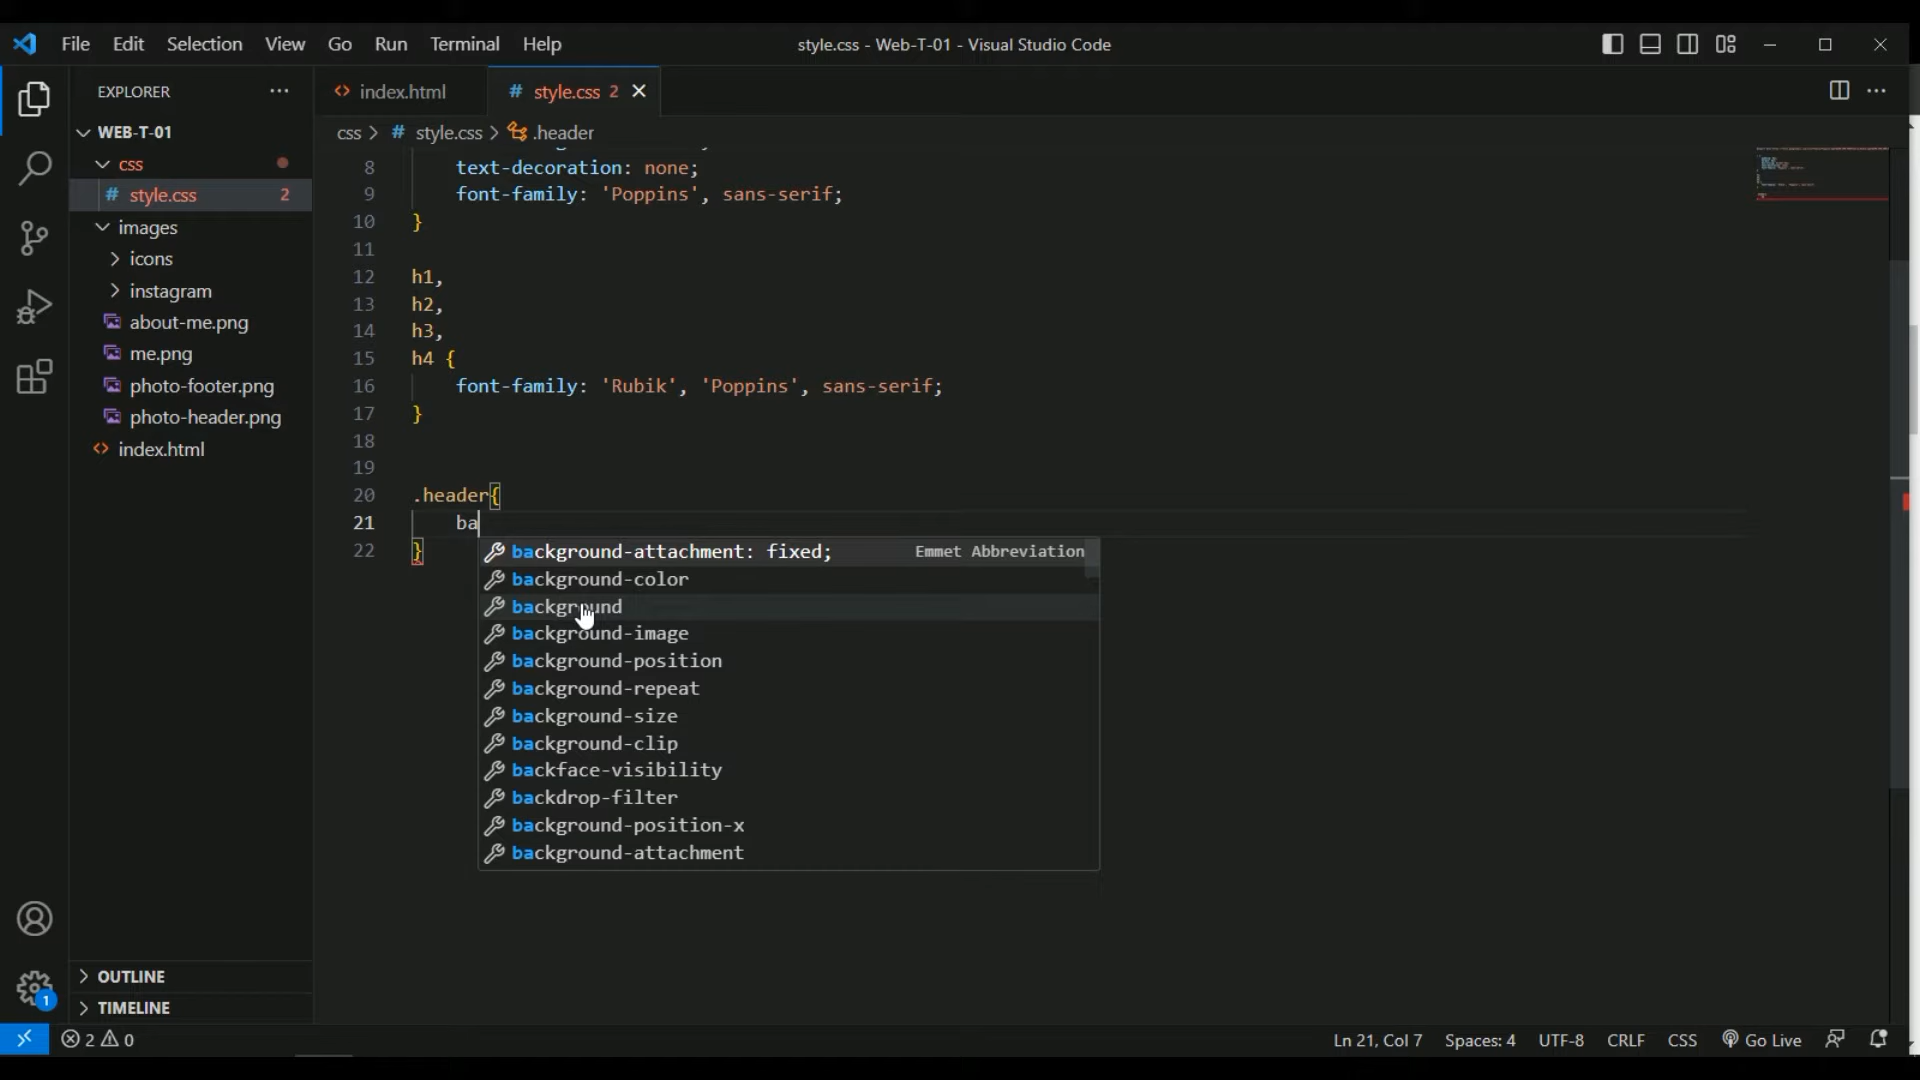 File Edit Selection View Go Run Terminal Help
style.css - Web-T-01 - Visual Studio Code
EXPLORER ···
WEB-T-01
css
# style.css 2
images
icons
instagram
about-me.png
me.png
photo-footer.png
photo-header.png
<> index.html
OUTLINE
TIMELINE
<> index.html
# style.css 2
css > # style.css > .header
8 text-decoration: none;
9 font-family: 'Poppins', sans-serif;
10 }
11
12 h1,
13 h2,
14 h3,
15 h4 {
16 font-family: 'Rubik', 'Poppins', sans-serif;
17 }
18
19
20 .header{
21 ba
22 }
background-attachment: fixed; Emmet Abbreviation
background-color
background
background-image
background-position
background-repeat
background-size
background-clip
backface-visibility
backdrop-filter
background-position-x
background-attachment
1
2 0
Ln 21, Col 7 Spaces: 4 UTF-8 CRLF CSS Go Live